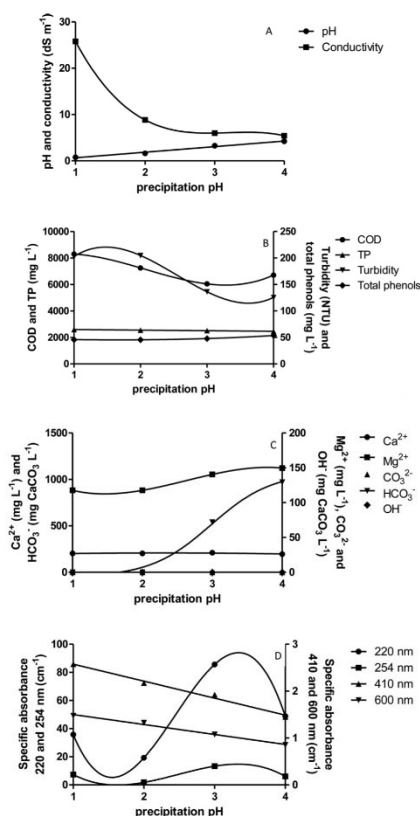 A
pH and conductivity (dS m⁻¹)
30
20
10
0
1 2 3 4
precipitation pH
pH
Conductivity
B
COD and TP (mg L⁻¹)
10000
8000
6000
4000
2000
0
1 2 3 4
precipitation pH
250
200
150
100
50
0
Turbidity (NTU) and
total phenols (mg L⁻¹)
COD
TP
Turbidity
Total phenols
C
Ca²⁺ (mg L⁻¹) and
HCO₃⁻ (mg CaCO₃ L⁻¹)
1500
1000
500
0
1 2 3 4
precipitation pH
200
150
100
50
0
Mg²⁺ (mg L⁻¹), CO₃²⁻ and
OH⁻ (mg CaCO₃ L⁻¹)
Ca²⁺
Mg²⁺
CO₃²⁻
HCO₃⁻
OH⁻
D
Specific absorbance
220 and 254 nm (cm⁻¹)
100
80
60
40
20
0
1 2 3 4
precipitation pH
3
2
1
0
Specific absorbance
410 and 600 nm (cm⁻¹)
220 nm
254 nm
410 nm
600 nm